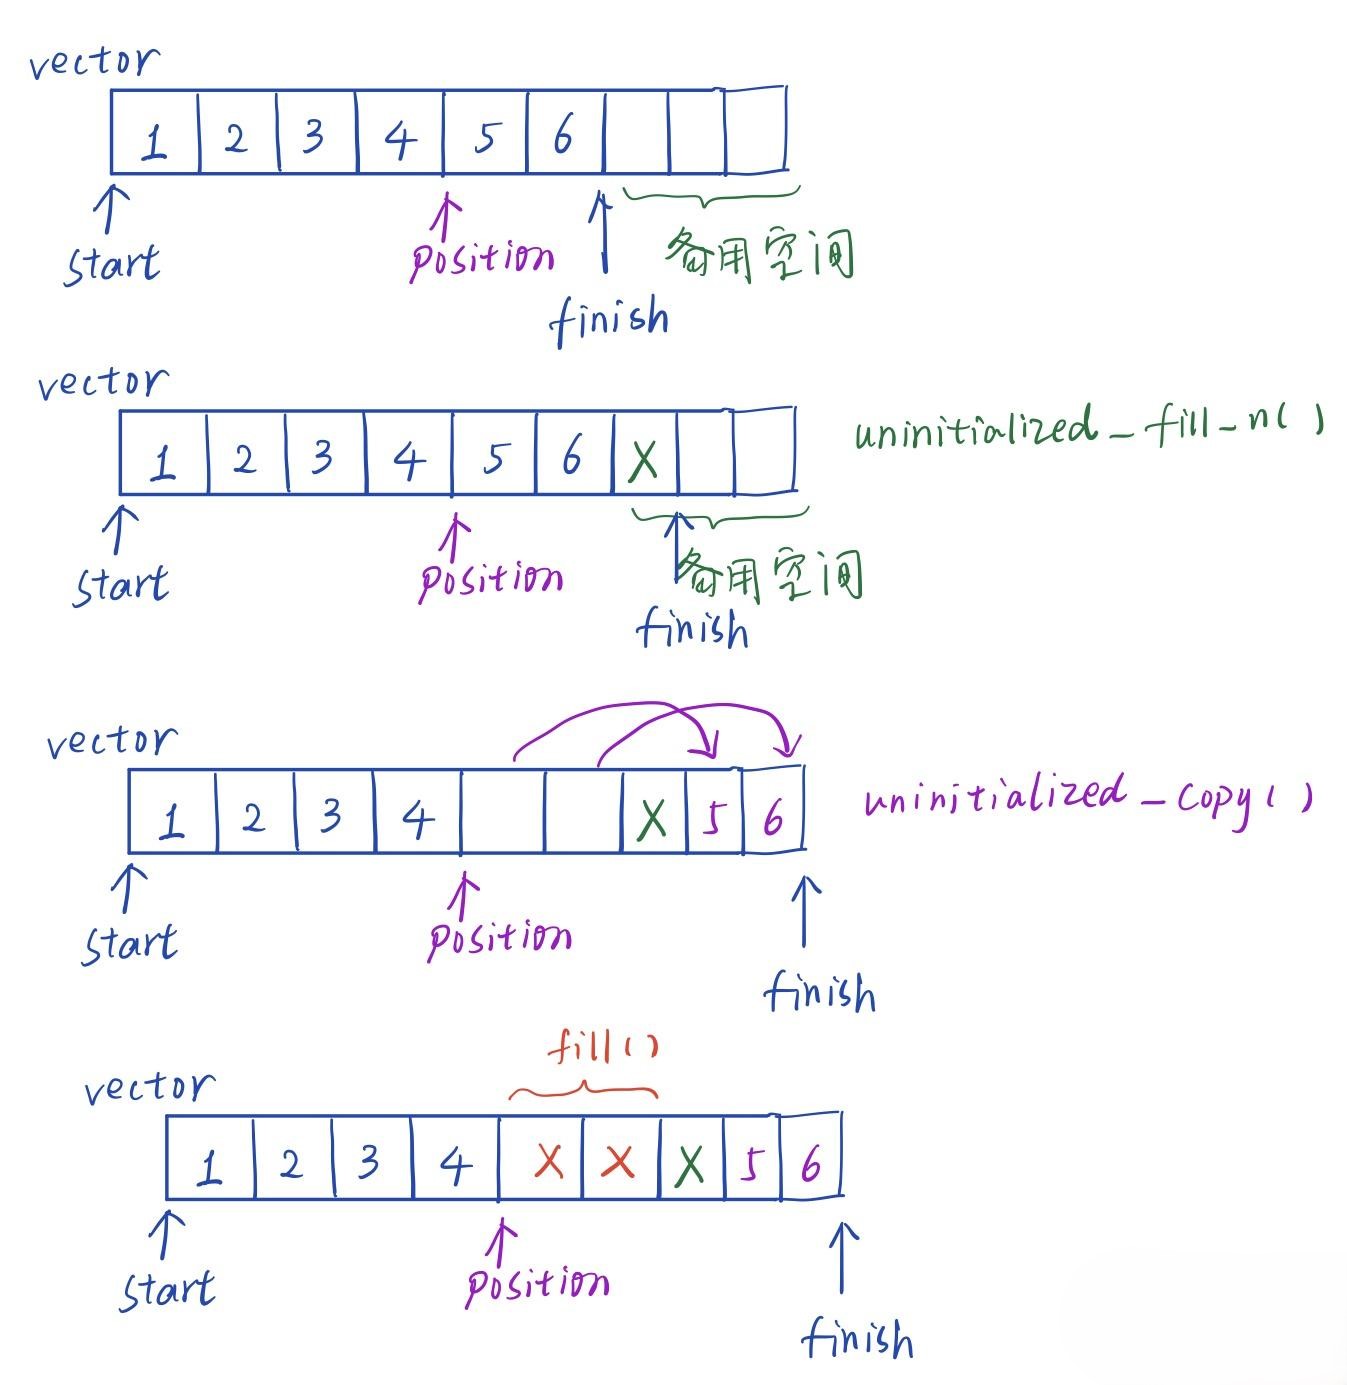 vector
1 2 3 4 5 6
start position 备用空间
finish
vector
1 2 3 4 5 6 X
uninitialized_fill_n()
start position 备用空间
finish
vector
1 2 3 4 X 5 6
uninitialized_copy()
start position
finish
fill()
vector
1 2 3 4 X X X 5 6
start position
finish